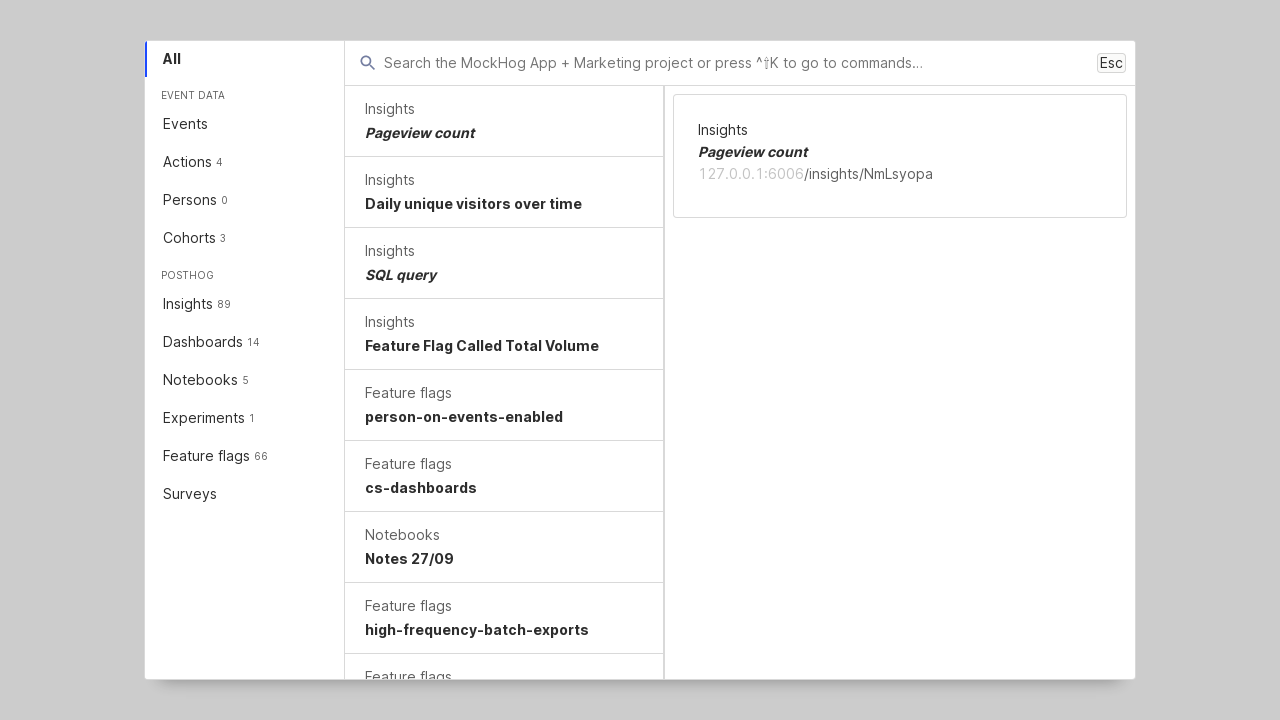 All
EVENT DATA
Events
Actions 4
Persons 0
Cohorts 3
POSTHOG
Insights 89
Dashboards 14
Notebooks 5
Experiments 1
Feature flags 66
Surveys
Search the MockHog App + Marketing project or press ^⇧K to go to commands...
Esc
Insights
Pageview count
Insights
Daily unique visitors over time
Insights
SQL query
Insights
Feature Flag Called Total Volume
Feature flags
person-on-events-enabled
Feature flags
cs-dashboards
Notebooks
Notes 27/09
Feature flags
high-frequency-batch-exports
Feature flags
Insights
Pageview count
127.0.0.1:6006/insights/NmLsyopa